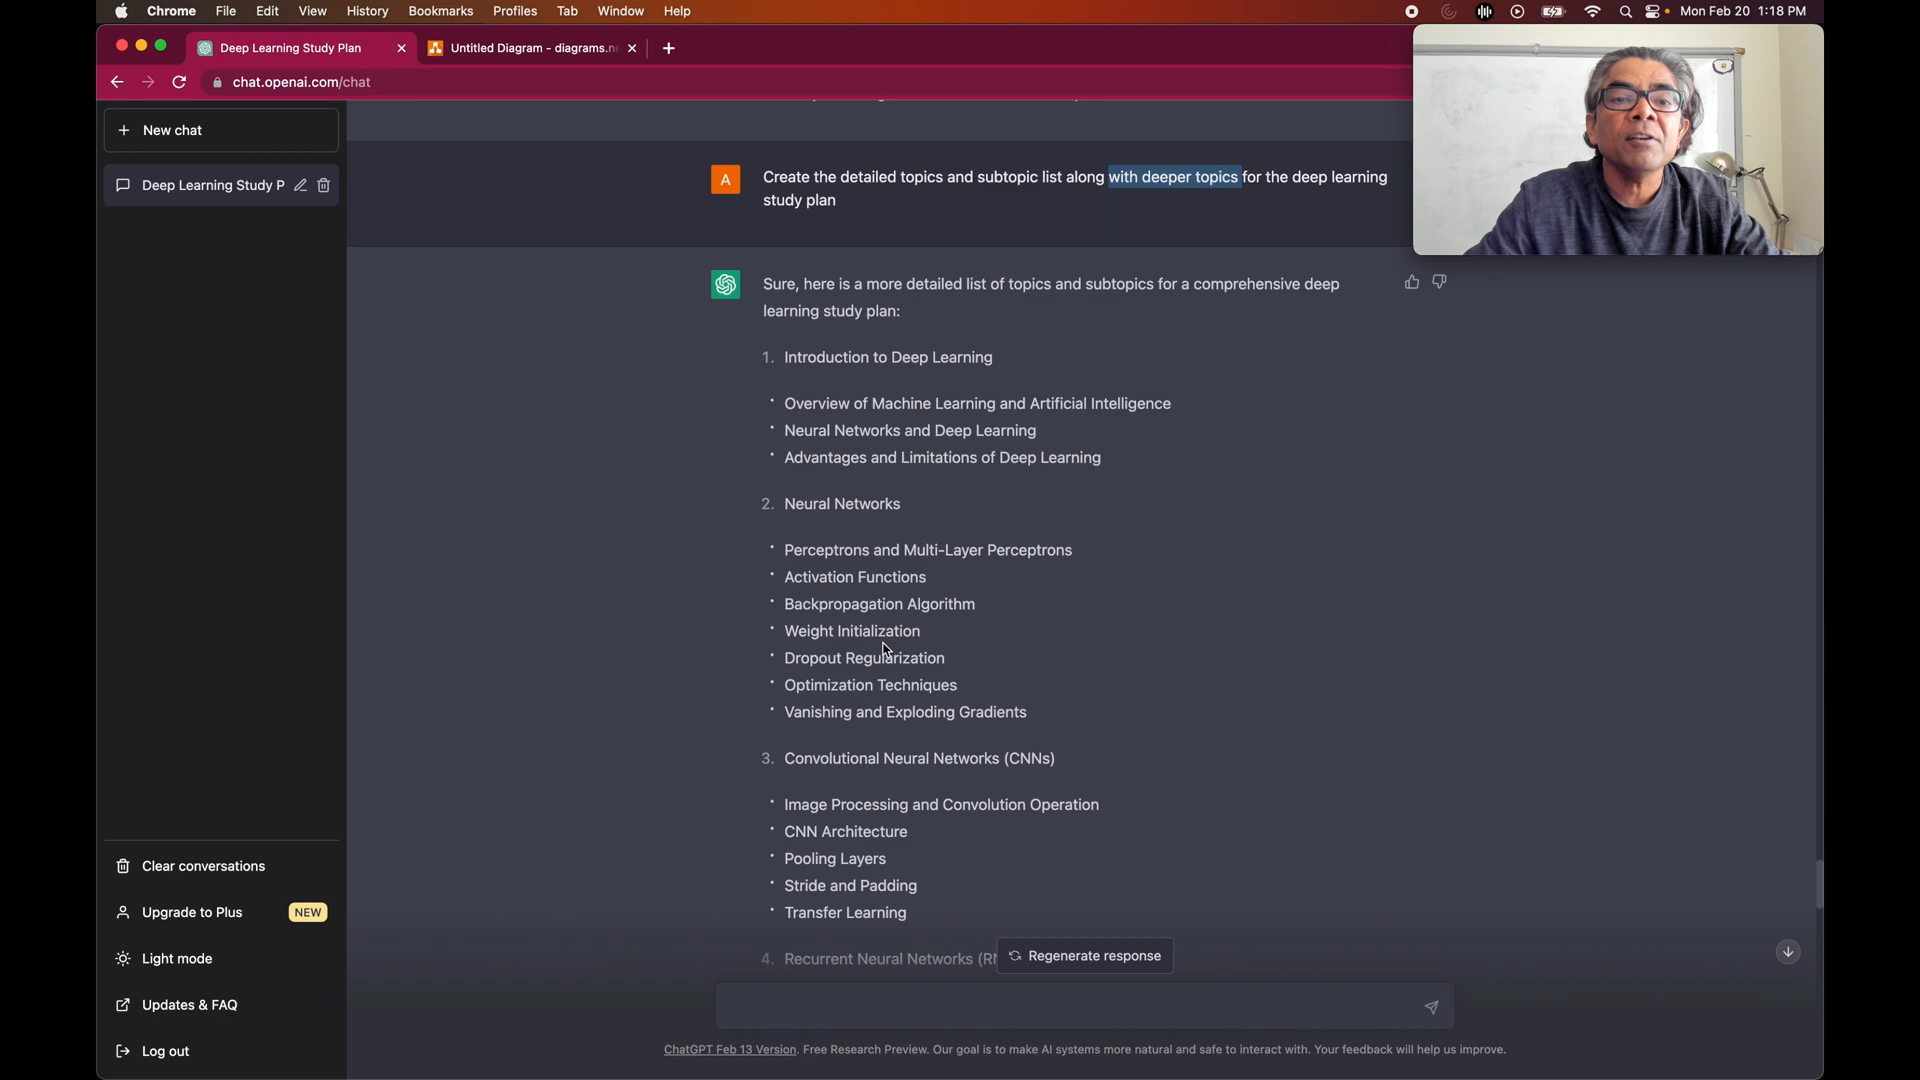 Chrome File Edit View History Bookmarks Profiles Tab Window Help Mon Feb 20 1:18 PM
Deep Learning Study Plan Untitled Diagram - diagrams.ne
chat.openai.com/chat
New chat
Deep Learning Study P
A
Create the detailed topics and subtopic list along with deeper topics for the deep learning
study plan
Sure, here is a more detailed list of topics and subtopics for a comprehensive deep
learning study plan:
1. Introduction to Deep Learning
• Overview of Machine Learning and Artificial Intelligence
• Neural Networks and Deep Learning
• Advantages and Limitations of Deep Learning
2. Neural Networks
• Perceptrons and Multi-Layer Perceptrons
• Activation Functions
• Backpropagation Algorithm
• Weight Initialization
• Dropout Regularization
• Optimization Techniques
• Vanishing and Exploding Gradients
3. Convolutional Neural Networks (CNNs)
• Image Processing and Convolution Operation
• CNN Architecture
• Pooling Layers
• Stride and Padding
• Transfer Learning
4. Recurrent Neural Networks (RN
Regenerate response
Clear conversations
Upgrade to Plus NEW
Light mode
Updates & FAQ
Log out
ChatGPT Feb 13 Version. Free Research Preview. Our goal is to make AI systems more natural and safe to interact with. Your feedback will help us improve.